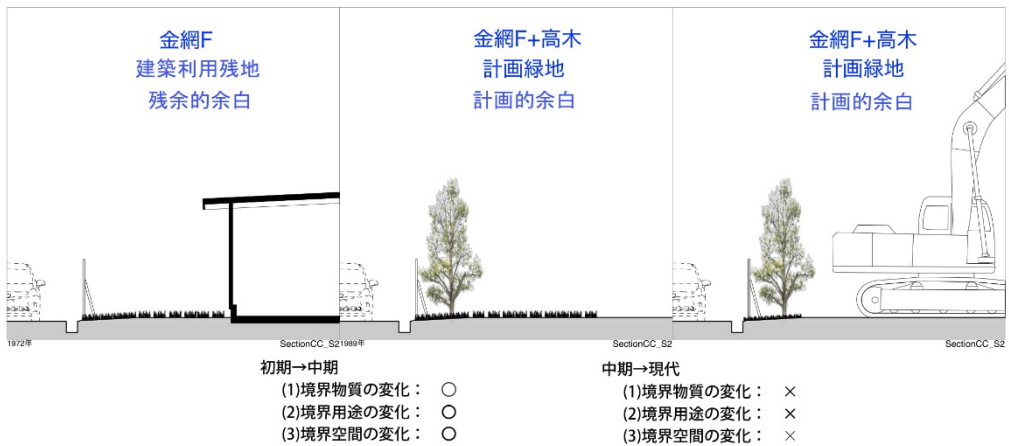 金網F
建築利用残地
残余的余白
金網F+高木
計画緑地
計画的余白
金網F+高木
計画緑地
計画的余白
1972年
SectionCC_S2
1989年
SectionCC_S2
SectionCC_S2
初期→中期
(1)境界物質の変化： ○
(2)境界用途の変化： ○
(3)境界空間の変化： ○
中期→現代
(1)境界物質の変化： ×
(2)境界用途の変化： ×
(3)境界空間の変化： ×